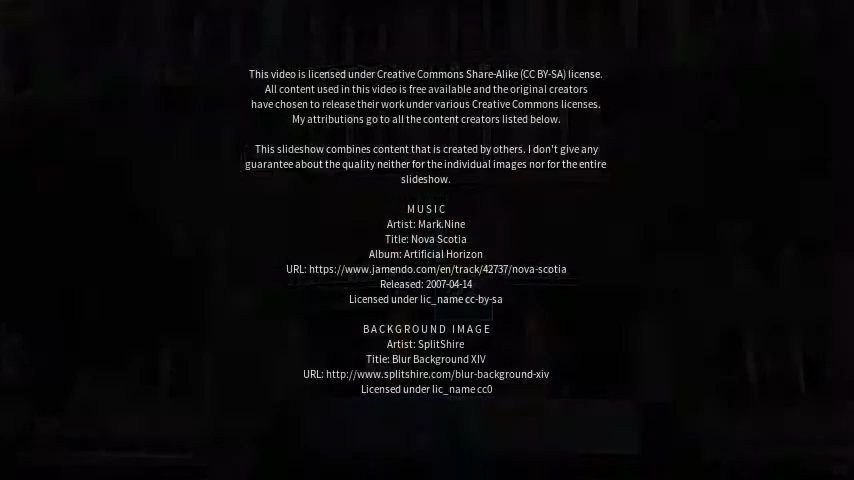 This video is licensed under Creative Commons Share-Alike (CC BY-SA) license.
All content used in this video is free available and the original creators
have chosen to release their work under various Creative Commons licenses.
My attributions go to all the content creators listed below.
This slideshow combines content that is created by others. I don't give any
guarantee about the quality neither for the individual images nor for the entire
slideshow.
MUSIC
Artist: Mark.Nine
Title: Nova Scotia
Album: Artificial Horizon
URL: https://www.jamendo.com/en/track/42737/nova-scotia
Released: 2007-04-14
Licensed under lic_name cc-by-sa
BACKGROUND IMAGE
Artist: SplitShire
Title: Blur Background XIV
URL: http://www.splitshire.com/blur-background-xiv
Licensed under lic_name cc0